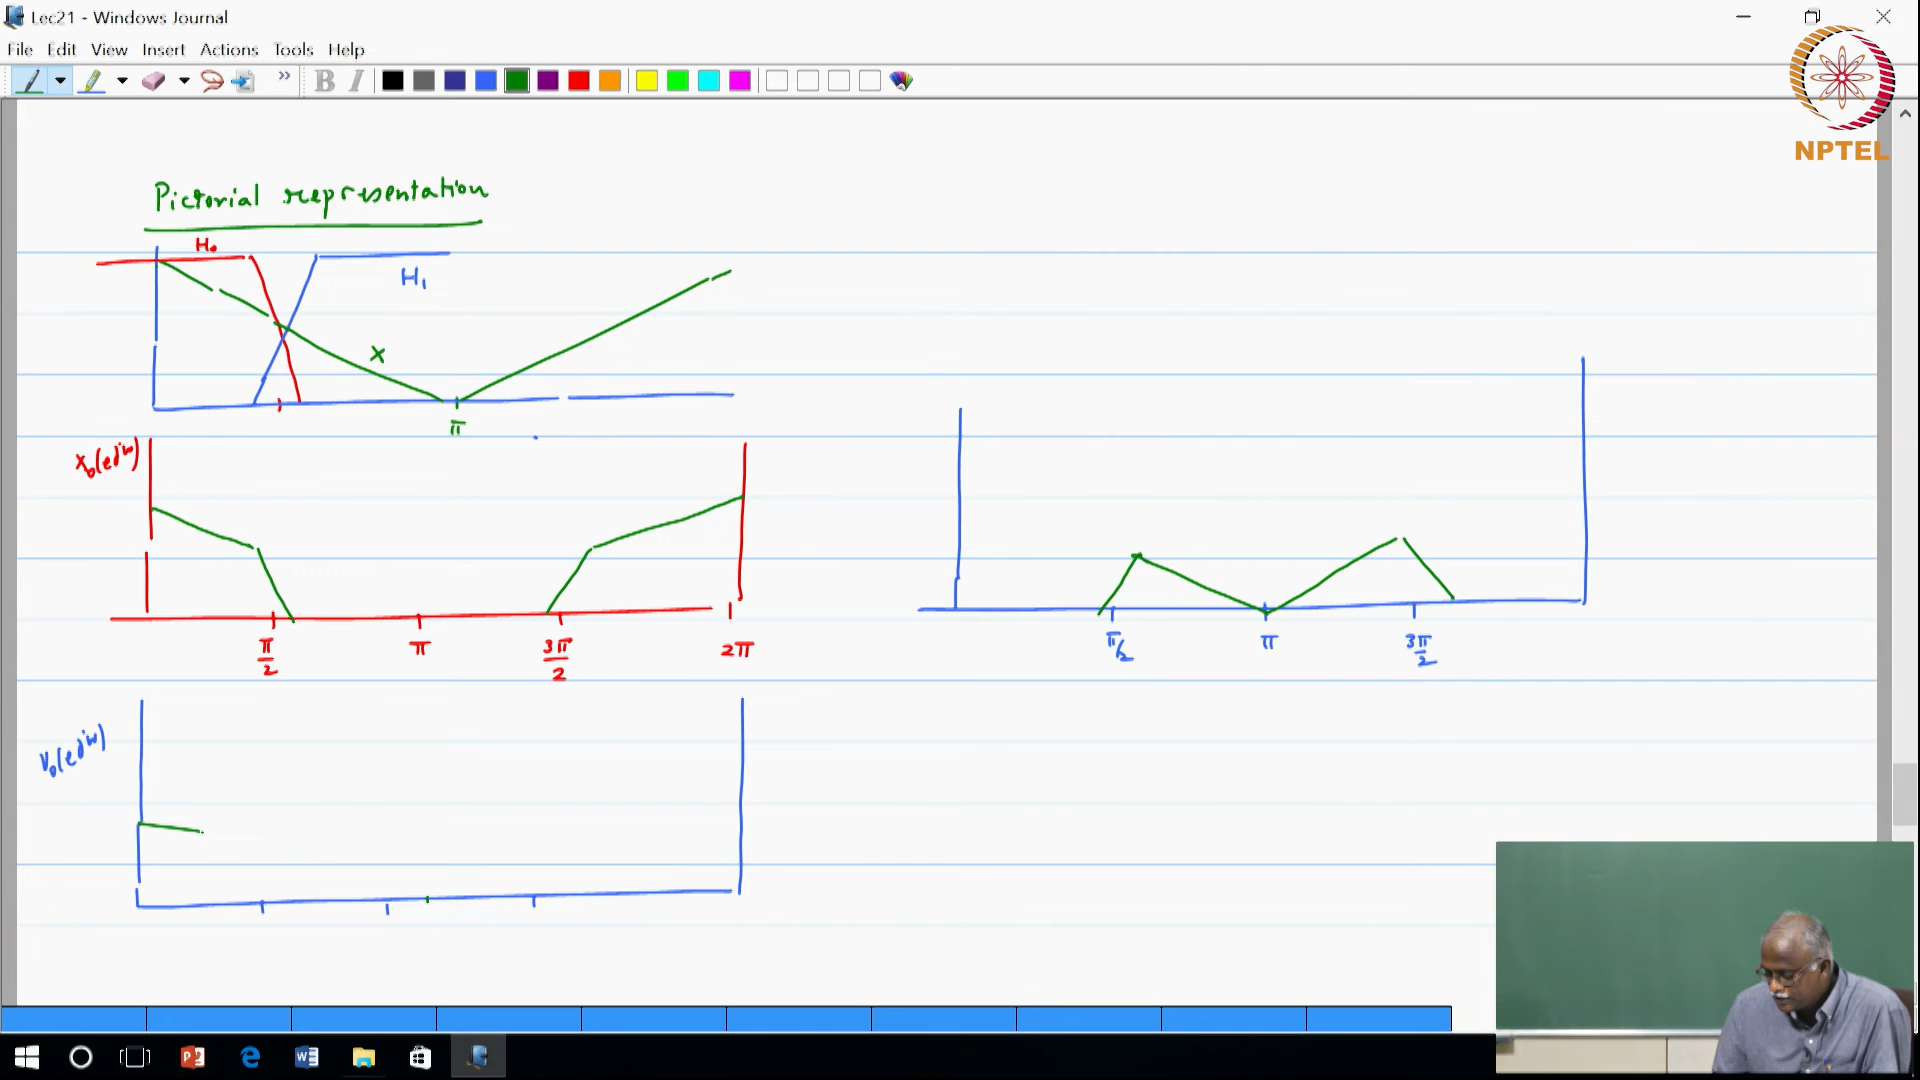 Lec21 - Windows Journal
File Edit View Insert Actions Tools Help
B I
NPTEL
Pictorial representation
H₀
H₁
X
π
X₀(e^jω)
π/2 π 3π/2 2π
π/2 π 3π/2
V₀(e^jω)